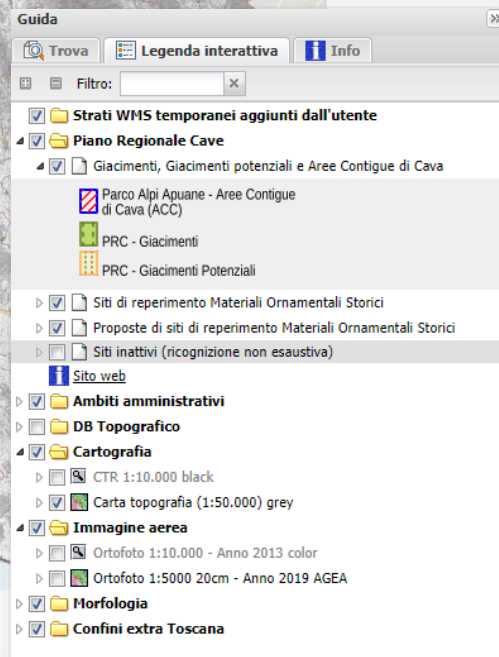 Guida
Trova
Legenda interattiva
Info
Filtro:
Strati WMS temporanei aggiunti dall'utente
Piano Regionale Cave
Giacimenti, Giacimenti potenziali e Aree Contigue di Cava
Parco Alpi Apuane - Aree Contigue
di Cava (ACC)
PRC - Giacimenti
PRC - Giacimenti Potenziali
Siti di reperimento Materiali Ornamentali Storici
Proposte di siti di reperimento Materiali Ornamentali Storici
Siti inattivi (ricognizione non esaustiva)
Sito web
Ambiti amministrativi
DB Topografico
Cartografia
CTR 1:10.000 black
Carta topografia (1:50.000) grey
Immagine aerea
Ortofoto 1:10.000 - Anno 2013 color
Ortofoto 1:5000 20cm - Anno 2019 AGEA
Morfologia
Confini extra Toscana